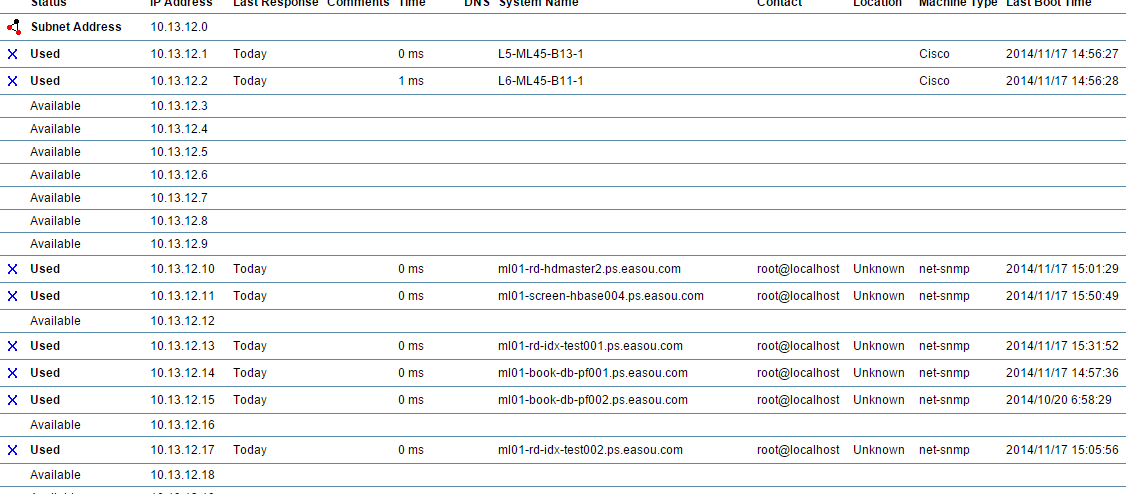 Status IP Address Last Response Comments Time DNS System Name Contact Location Machine Type Last Boot Time
Subnet Address 10.13.12.0
Used 10.13.12.1 Today 0 ms L5-ML45-B13-1 Cisco 2014/11/17 14:56:27
Used 10.13.12.2 Today 1 ms L6-ML45-B11-1 Cisco 2014/11/17 14:56:28
Available 10.13.12.3
Available 10.13.12.4
Available 10.13.12.5
Available 10.13.12.6
Available 10.13.12.7
Available 10.13.12.8
Available 10.13.12.9
Used 10.13.12.10 Today 0 ms ml01-rd-hdmaster2.ps.easou.com root@localhost Unknown net-snmp 2014/11/17 15:01:29
Used 10.13.12.11 Today 0 ms ml01-screen-hbase004.ps.easou.com root@localhost Unknown net-snmp 2014/11/17 15:50:49
Available 10.13.12.12
Used 10.13.12.13 Today 0 ms ml01-rd-idx-test001.ps.easou.com root@localhost Unknown net-snmp 2014/11/17 15:31:52
Used 10.13.12.14 Today 0 ms ml01-book-db-pf001.ps.easou.com root@localhost Unknown net-snmp 2014/11/17 14:57:36
Used 10.13.12.15 Today 0 ms ml01-book-db-pf002.ps.easou.com root@localhost Unknown net-snmp 2014/10/20 6:58:29
Available 10.13.12.16
Used 10.13.12.17 Today 0 ms ml01-rd-idx-test002.ps.easou.com root@localhost Unknown net-snmp 2014/11/17 15:05:56
Available 10.13.12.18